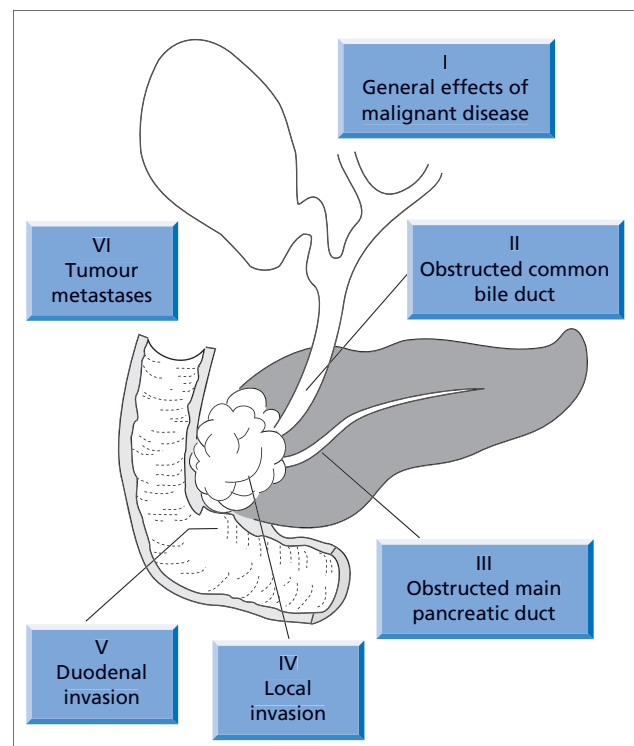 I
General effects of
malignant disease
II
Obstructed common
bile duct
III
Obstructed main
pancreatic duct
IV
Local
invasion
V
Duodenal
invasion
VI
Tumour
metastases